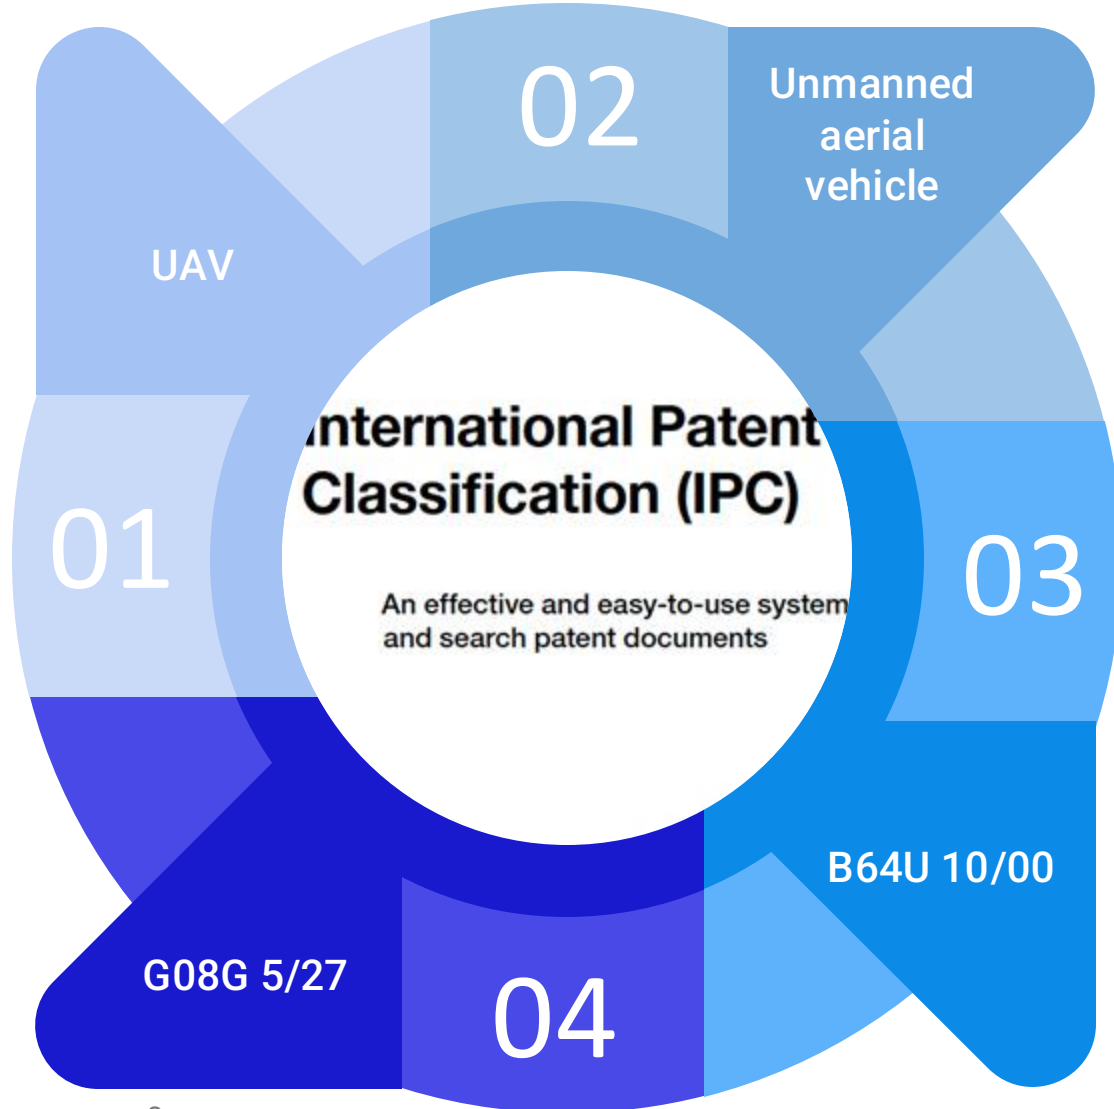 02
Unmanned
aerial
vehicle
UAV
International Patent
Classification (IPC)
01
03
An effective and easy-to-use system
and search patent documents
B64U 10/00
G08G 5/27
04